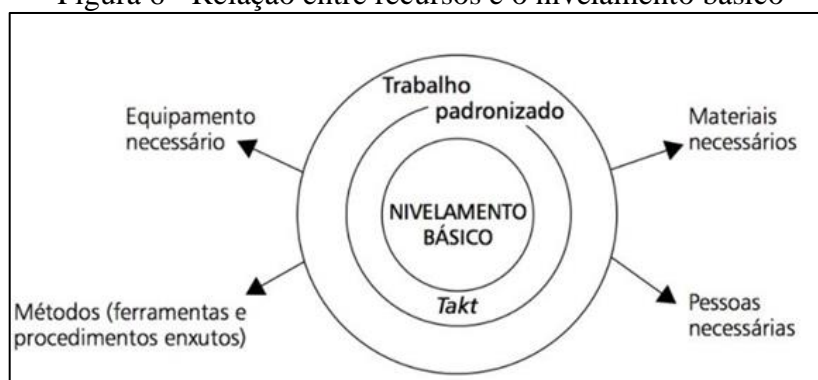 Figura 6 - Relação entre recursos e o nivelamento básico
Trabalho
padronizado
Equipamento
necessário
Materiais
necessários
NIVELAMENTO
BÁSICO
Takt
Métodos (ferramentas e
procedimentos enxutos)
Pessoas
necessárias